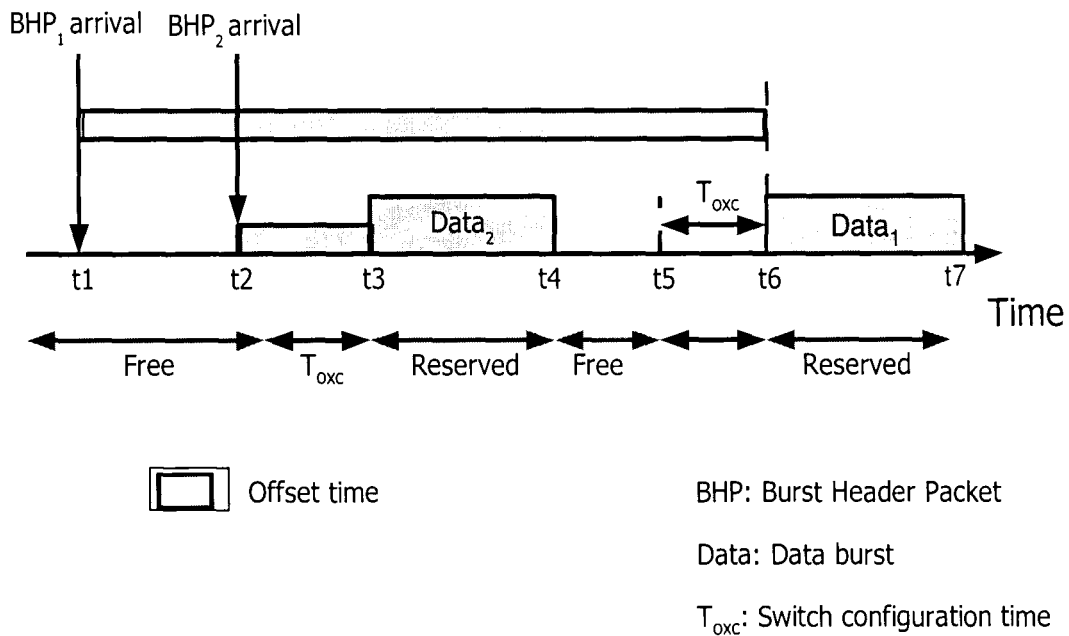 BHP1 arrival BHP2 arrival
Toxc
Data2
Data1
t1 t2 t3 t4 t5 t6 t7
Time
Free Toxc Reserved Free Reserved
Offset time
BHP: Burst Header Packet
Data: Data burst
Toxc: Switch configuration time